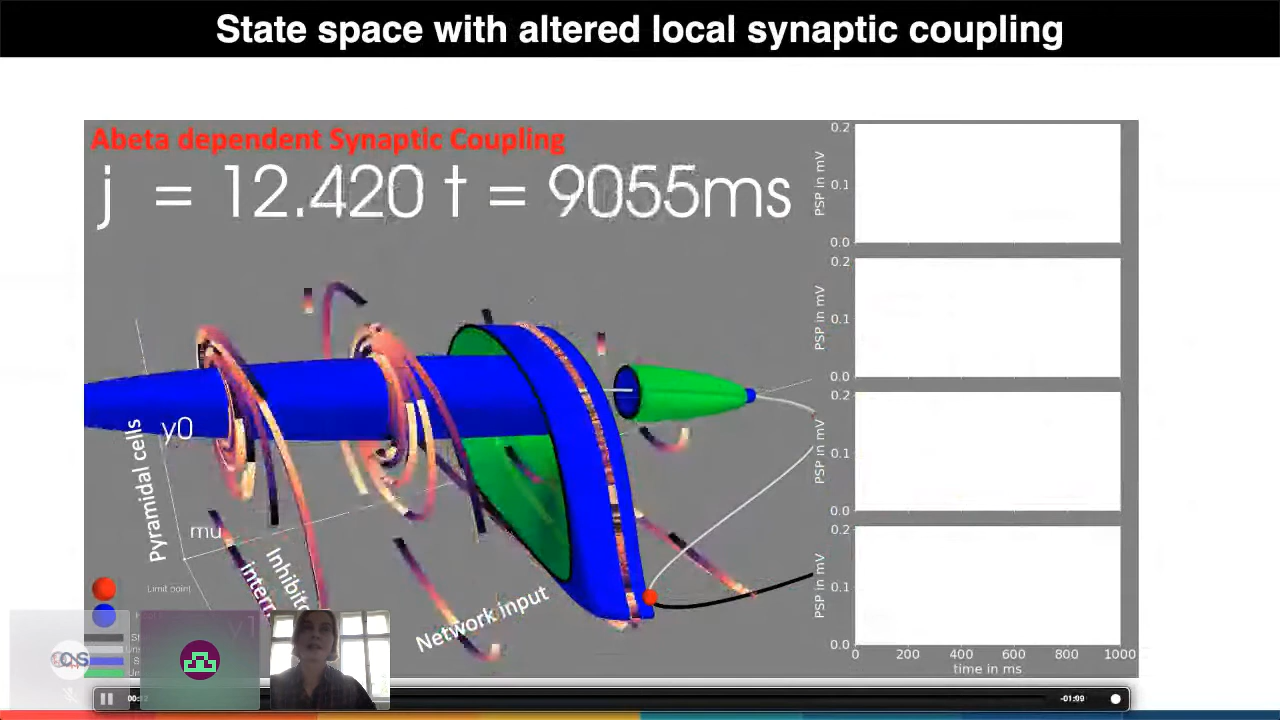 State space with altered local synaptic coupling
Abeta dependent Synaptic Coupling
j = 12.420 t = 9055ms
Pyramidal cells
y0
mu
Network input
Limit point
PSP in mV
0.2
0.1
0.0
PSP in mV
0.2
0.1
0.0
PSP in mV
0.2
0.1
0.0
PSP in mV
0.2
0.1
0.0
0 200 400 600 800 1000
time in ms
-01:09